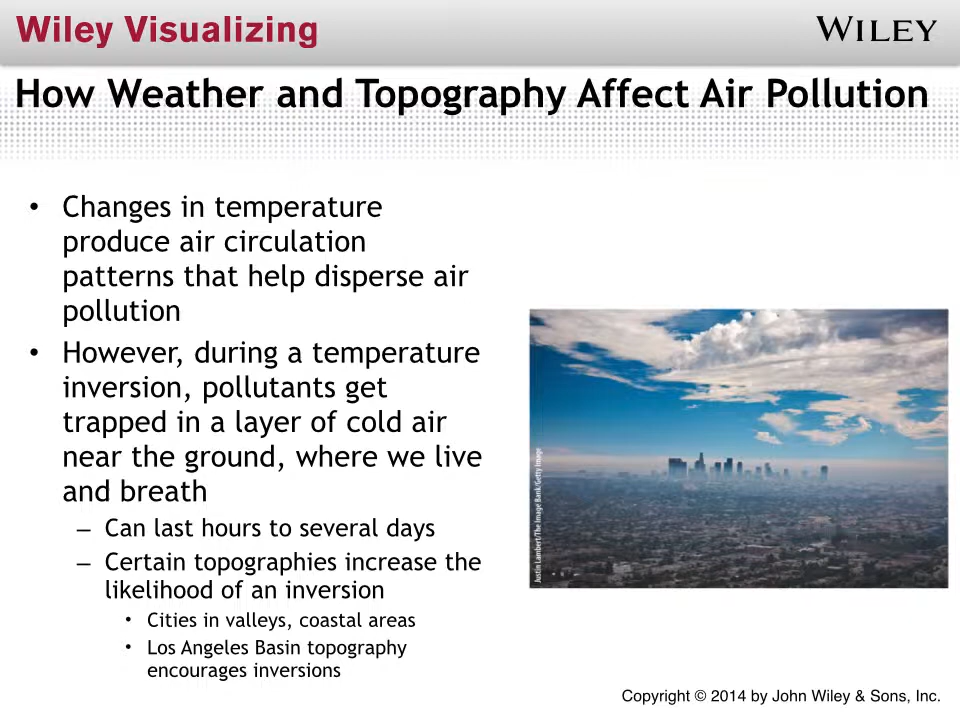 Wiley Visualizing
WILEY
How Weather and Topography Affect Air Pollution
• Changes in temperature
produce air circulation
patterns that help disperse air
pollution
• However, during a temperature
inversion, pollutants get
trapped in a layer of cold air
near the ground, where we live
and breath
– Can last hours to several days
– Certain topographies increase the
likelihood of an inversion
• Cities in valleys, coastal areas
• Los Angeles Basin topography
encourages inversions
Justin Lambert/The Image Bank/Getty Image
Copyright © 2014 by John Wiley & Sons, Inc.